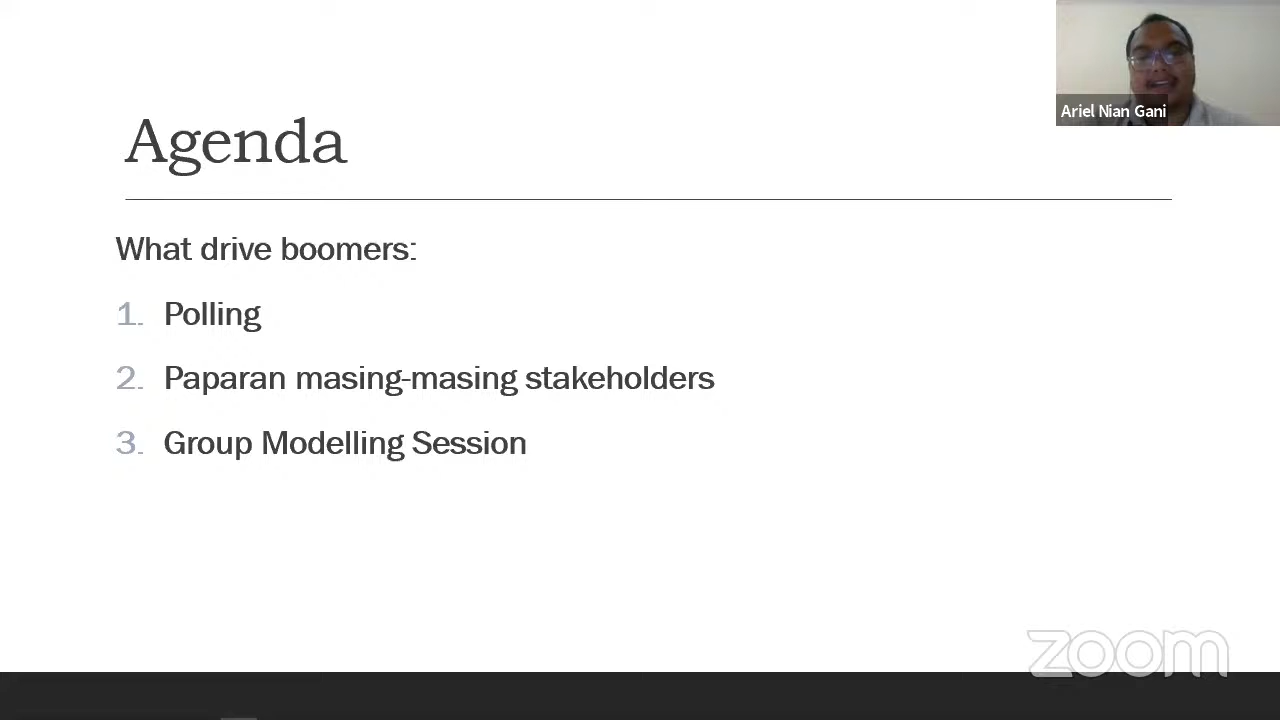 Ariel Nian Gani
Agenda
What drive boomers:
1. Polling
2. Paparan masing-masing stakeholders
3. Group Modelling Session
zoom